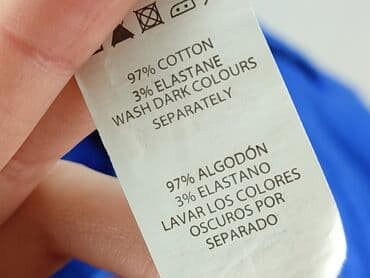 97% COTTON
3% ELASTANE
WASH DARK COLOURS
SEPARATELY
97% ALGODÓN
3% ELASTANO
LAVAR LOS COLORES
OSCUROS POR
SEPARADO